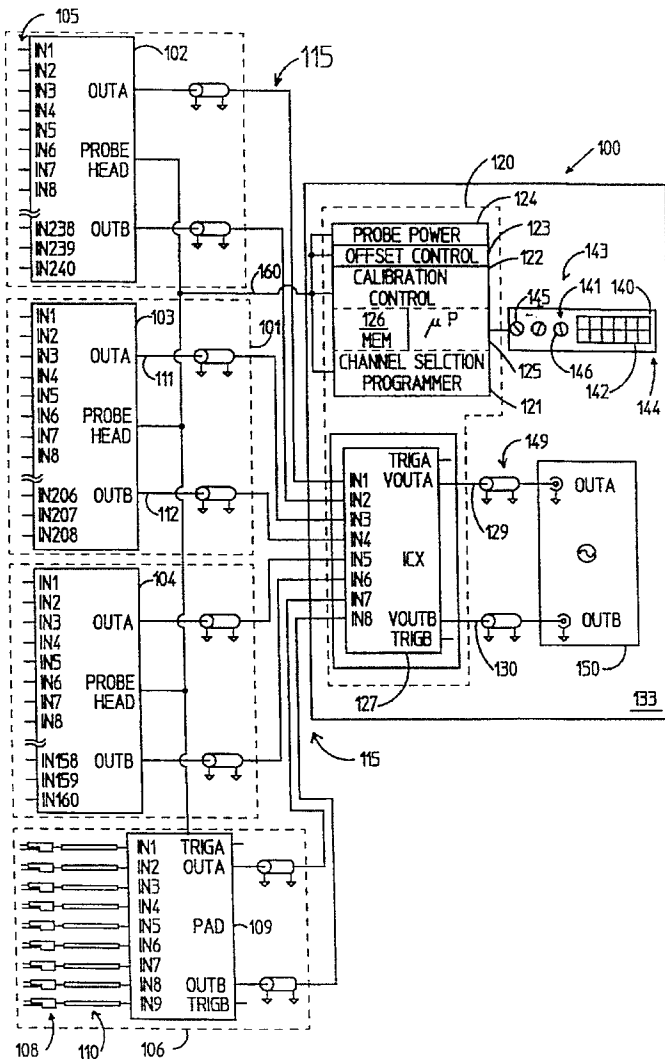 105
IN1
IN2
IN3
IN4
IN5
IN6
IN7
IN8
IN238
IN239
IN240
OUTA
PROBE
HEAD
OUTB
102
115
IN1
IN2
IN3
IN4
IN5
IN6
IN7
IN8
IN206
IN207
IN208
OUTA
PROBE
HEAD
OUTB
103
101
111
112
160
IN1
IN2
IN3
IN4
IN5
IN6
IN7
IN8
IN158
IN159
IN160
OUTA
PROBE
HEAD
OUTB
104
IN1
IN2
IN3
IN4
IN5
IN6
IN7
IN8
IN9
TRIGA
OUTA
PAD
OUTB
TRIGB
109
108
110
106
100
120
124
123
122
PROBE POWER
OFFSET CONTROL
CALIBRATION
CONTROL
126
MEM
μP
CHANNEL SELCTION
PROGRAMMER
125
121
143
145
141
140
146
142
144
IN1
IN2
IN3
IN4
IN5
IN6
IN7
IN8
TRIGA
VOUTA
ICX
VOUTB
TRIGB
127
149
129
130
OUTA
OUTB
150
133
115